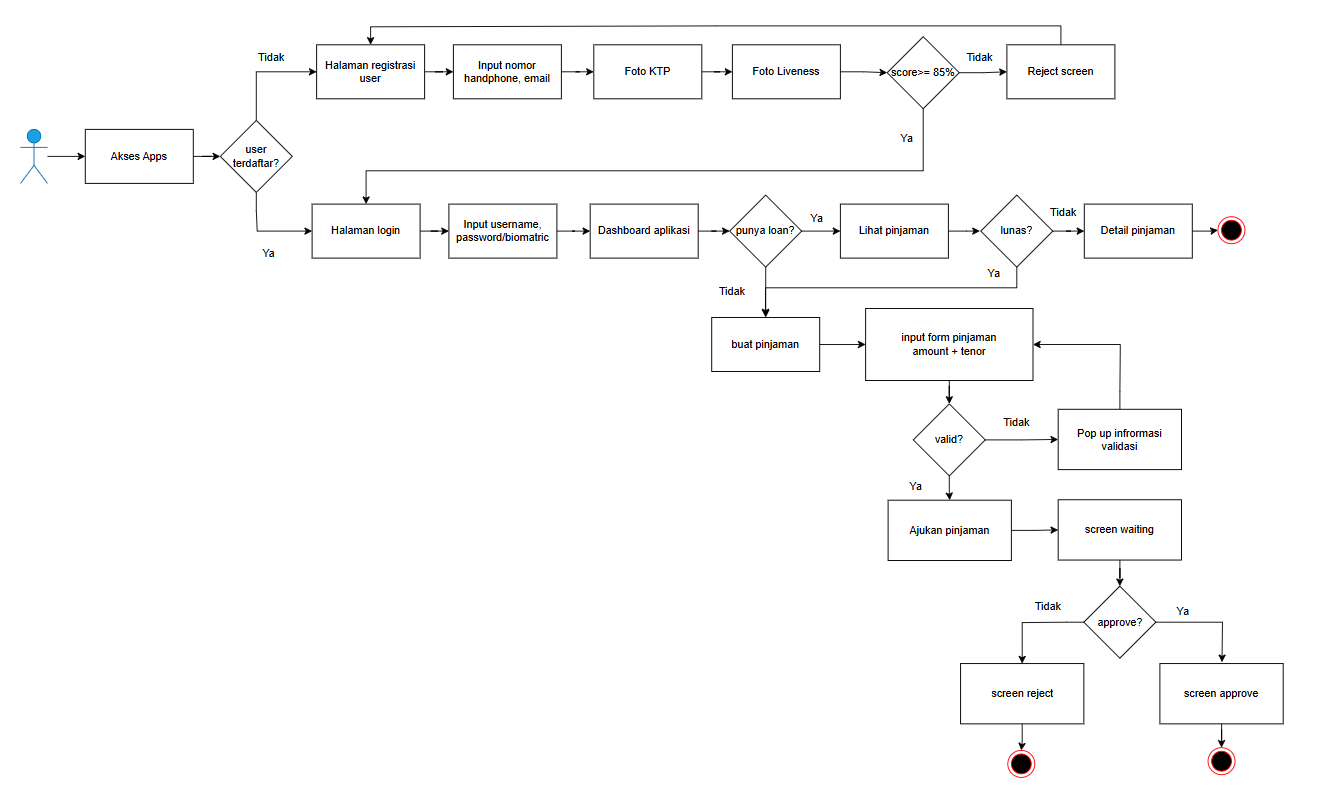 Tidak
Halaman registrasi
user
Input nomor
handphone, email
Foto KTP
Foto Liveness
score>= 85%
Tidak
Reject screen
Ya
Akses Apps
user
terdaftar?
Ya
Halaman login
Input username,
password/biomatric
Dashboard aplikasi
punya loan?
Ya
Lihat pinjaman
lunas?
Tidak
Detail pinjaman
Ya
Tidak
buat pinjaman
input form pinjaman
amount + tenor
valid?
Tidak
Pop up infrormasi
validasi
Ya
Ajukan pinjaman
screen waiting
Tidak
approve?
Ya
screen reject
screen approve